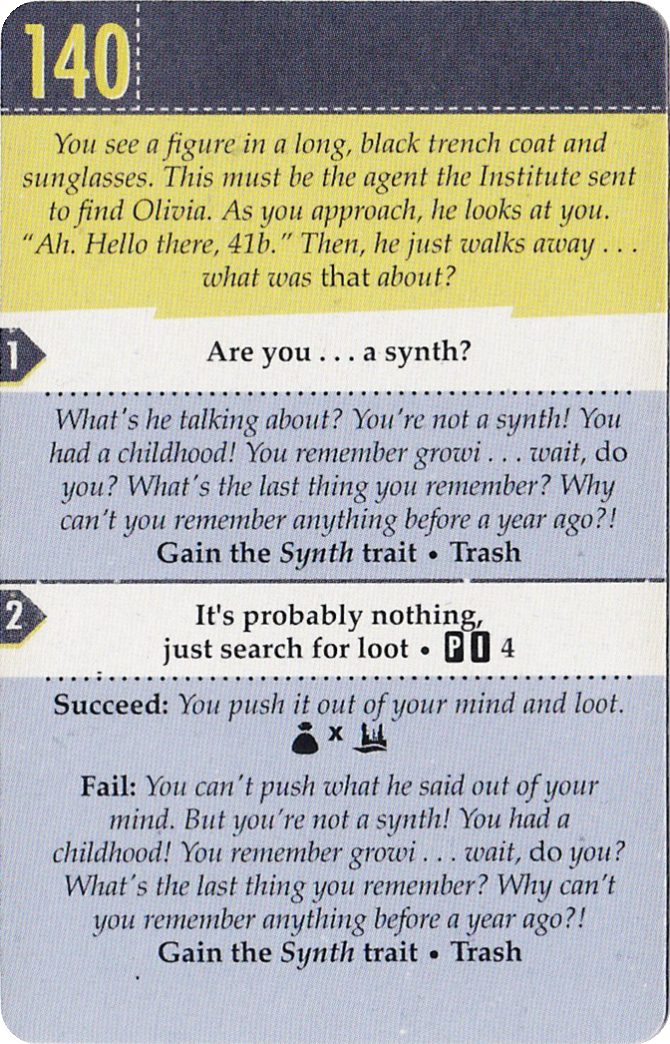 140
You see a figure in a long, black trench coat and
sunglasses. This must be the agent the Institute sent
to find Olivia. As you approach, he looks at you.
“Ah. Hello there, 41b.” Then, he just walks away . . .
what was that about?
1
Are you . . . a synth?
What's he talking about? You're not a synth! You
had a childhood! You remember growi . . . wait, do
you? What's the last thing you remember? Why
can't you remember anything before a year ago?!
Gain the Synth trait • Trash
2
It's probably nothing,
just search for loot • P I 4
Succeed: You push it out of your mind and loot.
x
Fail: You can't push what he said out of your
mind. But you're not a synth! You had a
childhood! You remember growi . . . wait, do you?
What's the last thing you remember? Why can't
you remember anything before a year ago?!
Gain the Synth trait • Trash